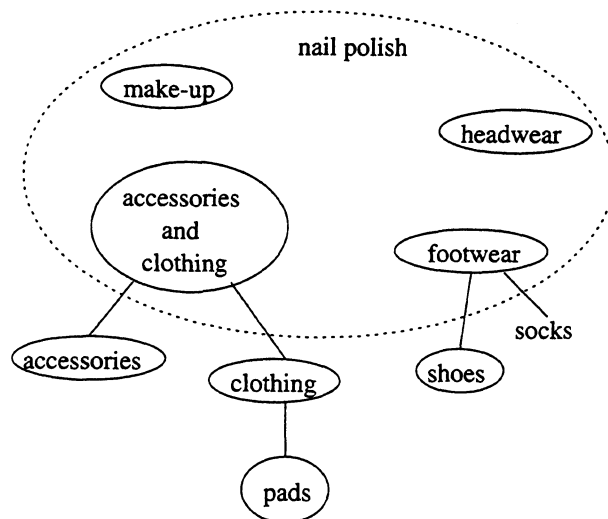 nail polish
make-up
headwear
accessories
and
clothing
footwear
socks
accessories
clothing
shoes
pads